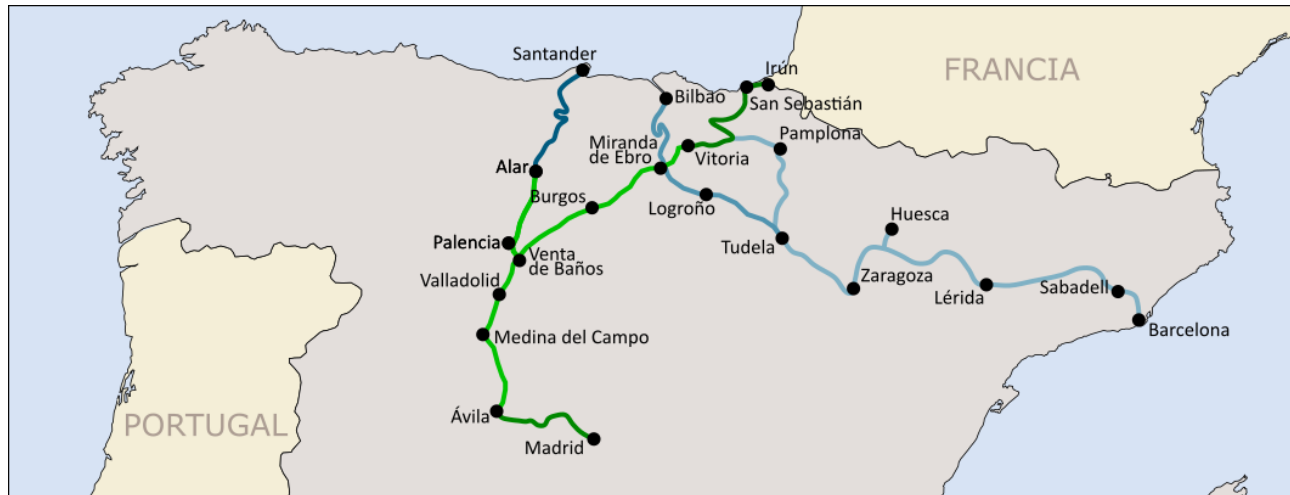 Santander
Irún
FRANCIA
Bilbao
San Sebastián
Pamplona
Miranda
de Ebro
Vitoria
Alar
Burgos
Logroño
Huesca
Palencia
Venta
de Baños
Tudela
Valladolid
Zaragoza
Lérida
Sabadell
Medina del Campo
Barcelona
PORTUGAL
Ávila
Madrid